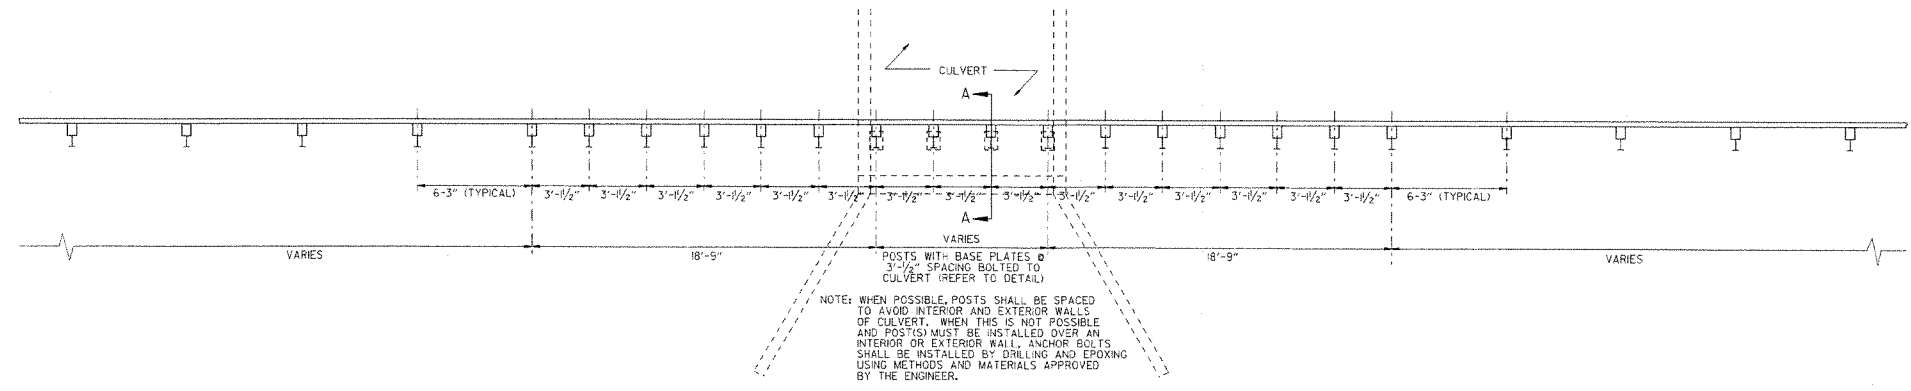 CULVERT
A
6-3" (TYPICAL) 3'-1½" 3'-1½" 3'-1½" 3'-1½" 3'-1½" 3'-1½" 3'-1½" 3'-1½" 3'-1½" 3'-1½" 3'-1½" 3'-1½" 3'-1½" 3'-1½" 3'-1½" 6-3" (TYPICAL)
A
VARIES
VARIES 18'-9" 18'-9" VARIES
POSTS WITH BASE PLATES @
3'-½" SPACING BOLTED TO
CULVERT (REFER TO DETAIL)
NOTE: WHEN POSSIBLE, POSTS SHALL BE SPACED
TO AVOID INTERIOR AND EXTERIOR WALLS
OF CULVERT. WHEN THIS IS NOT POSSIBLE
AND POST(S) MUST BE INSTALLED OVER AN
INTERIOR OR EXTERIOR WALL, ANCHOR BOLTS
SHALL BE INSTALLED BY DRILLING AND EPOXING
USING METHODS AND MATERIALS APPROVED
BY THE ENGINEER.